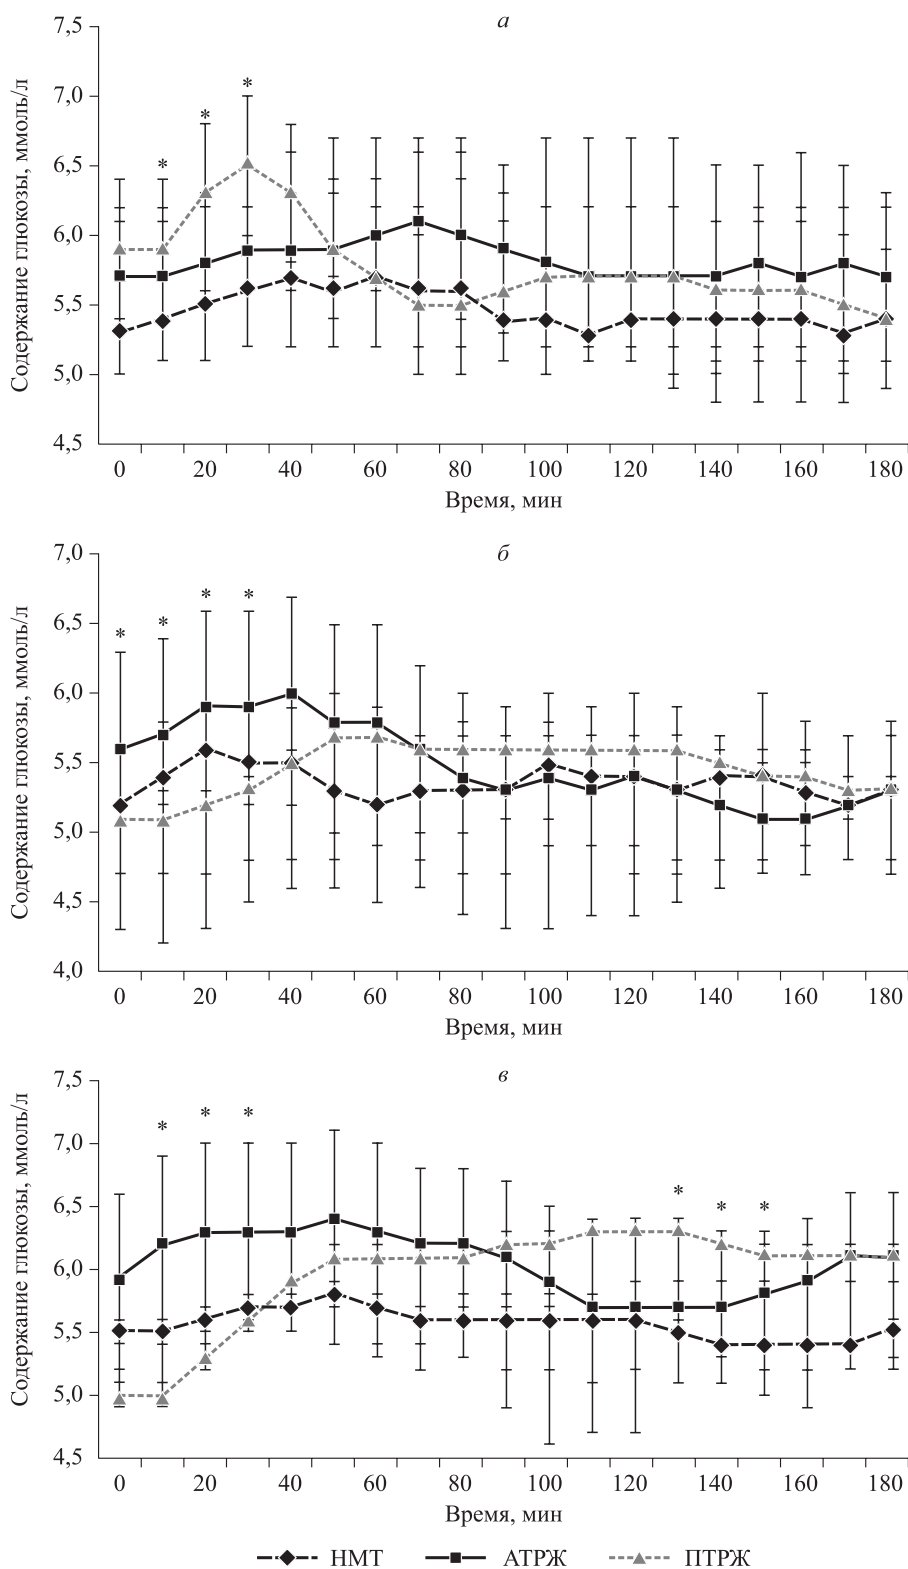 а
Содержание глюкозы, ммоль/л
7,5
7,0
6,5
6,0
5,5
5,0
4,5
* * *
0 20 40 60 80 100 120 140 160 180
Время, мин
б
Содержание глюкозы, ммоль/л
7,0
6,5
6,0
5,5
5,0
4,5
4,0
* * * *
0 20 40 60 80 100 120 140 160 180
Время, мин
в
Содержание глюкозы, ммоль/л
7,5
7,0
6,5
6,0
5,5
5,0
4,5
* * * * * *
0 20 40 60 80 100 120 140 160 180
Время, мин
НМТ АТРЖ ПТРЖ